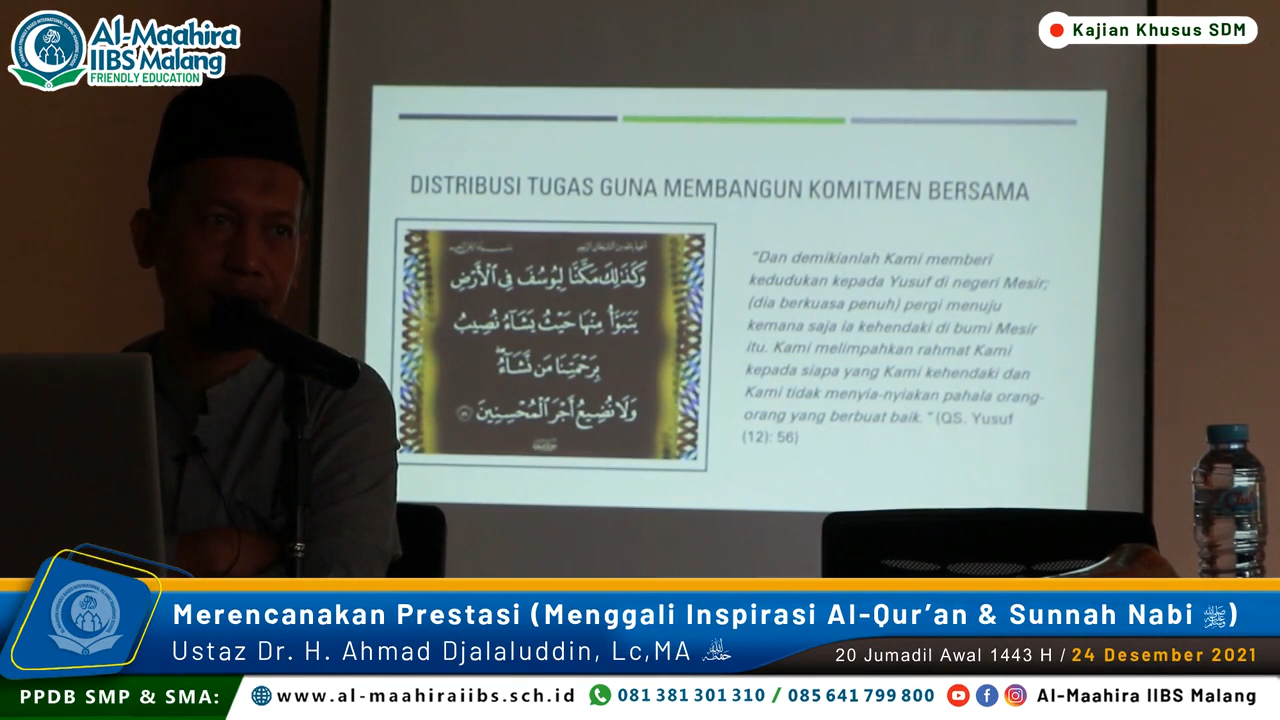 Al-Maahira
IIBS Malang
FRIENDLY EDUCATION
Kajian Khusus SDM
DISTRIBUSI TUGAS GUNA MEMBANGUN KOMITMEN BERSAMA
وَكَذَٰلِكَ مَكَّنَّا لِيُوسُفَ فِي ٱلْأَرْضِ
يَتَبَوَّأُ مِنْهَا حَيْثُ يَشَآءُ نُصِيبُ
بِرَحْمَتِنَا مَن نَّشَآءُ ۖ
وَلَا نُضِيعُ أَجْرَ ٱلْمُحْسِنِينَ
"Dan demikianlah Kami memberi
kedudukan kepada Yusuf di negeri Mesir;
(dia berkuasa penuh) pergi menuju
kemana saja ia kehendaki di bumi Mesir
itu. Kami melimpahkan rahmat Kami
kepada siapa yang Kami kehendaki dan
Kami tidak menyia-nyiakan pahala orang-
orang yang berbuat baik." (QS. Yusuf
(12): 56)
Merencanakan Prestasi (Menggali Inspirasi Al-Qur'an & Sunnah Nabi ﷺ)
Ustaz Dr. H. Ahmad Djalaluddin, Lc,MA
20 Jumadil Awal 1443 H / 24 Desember 2021
PPDB SMP & SMA:
www.al-maahiraiibs.sch.id
081 381 301 310 / 085 641 799 800
Al-Maahira IIBS Malang